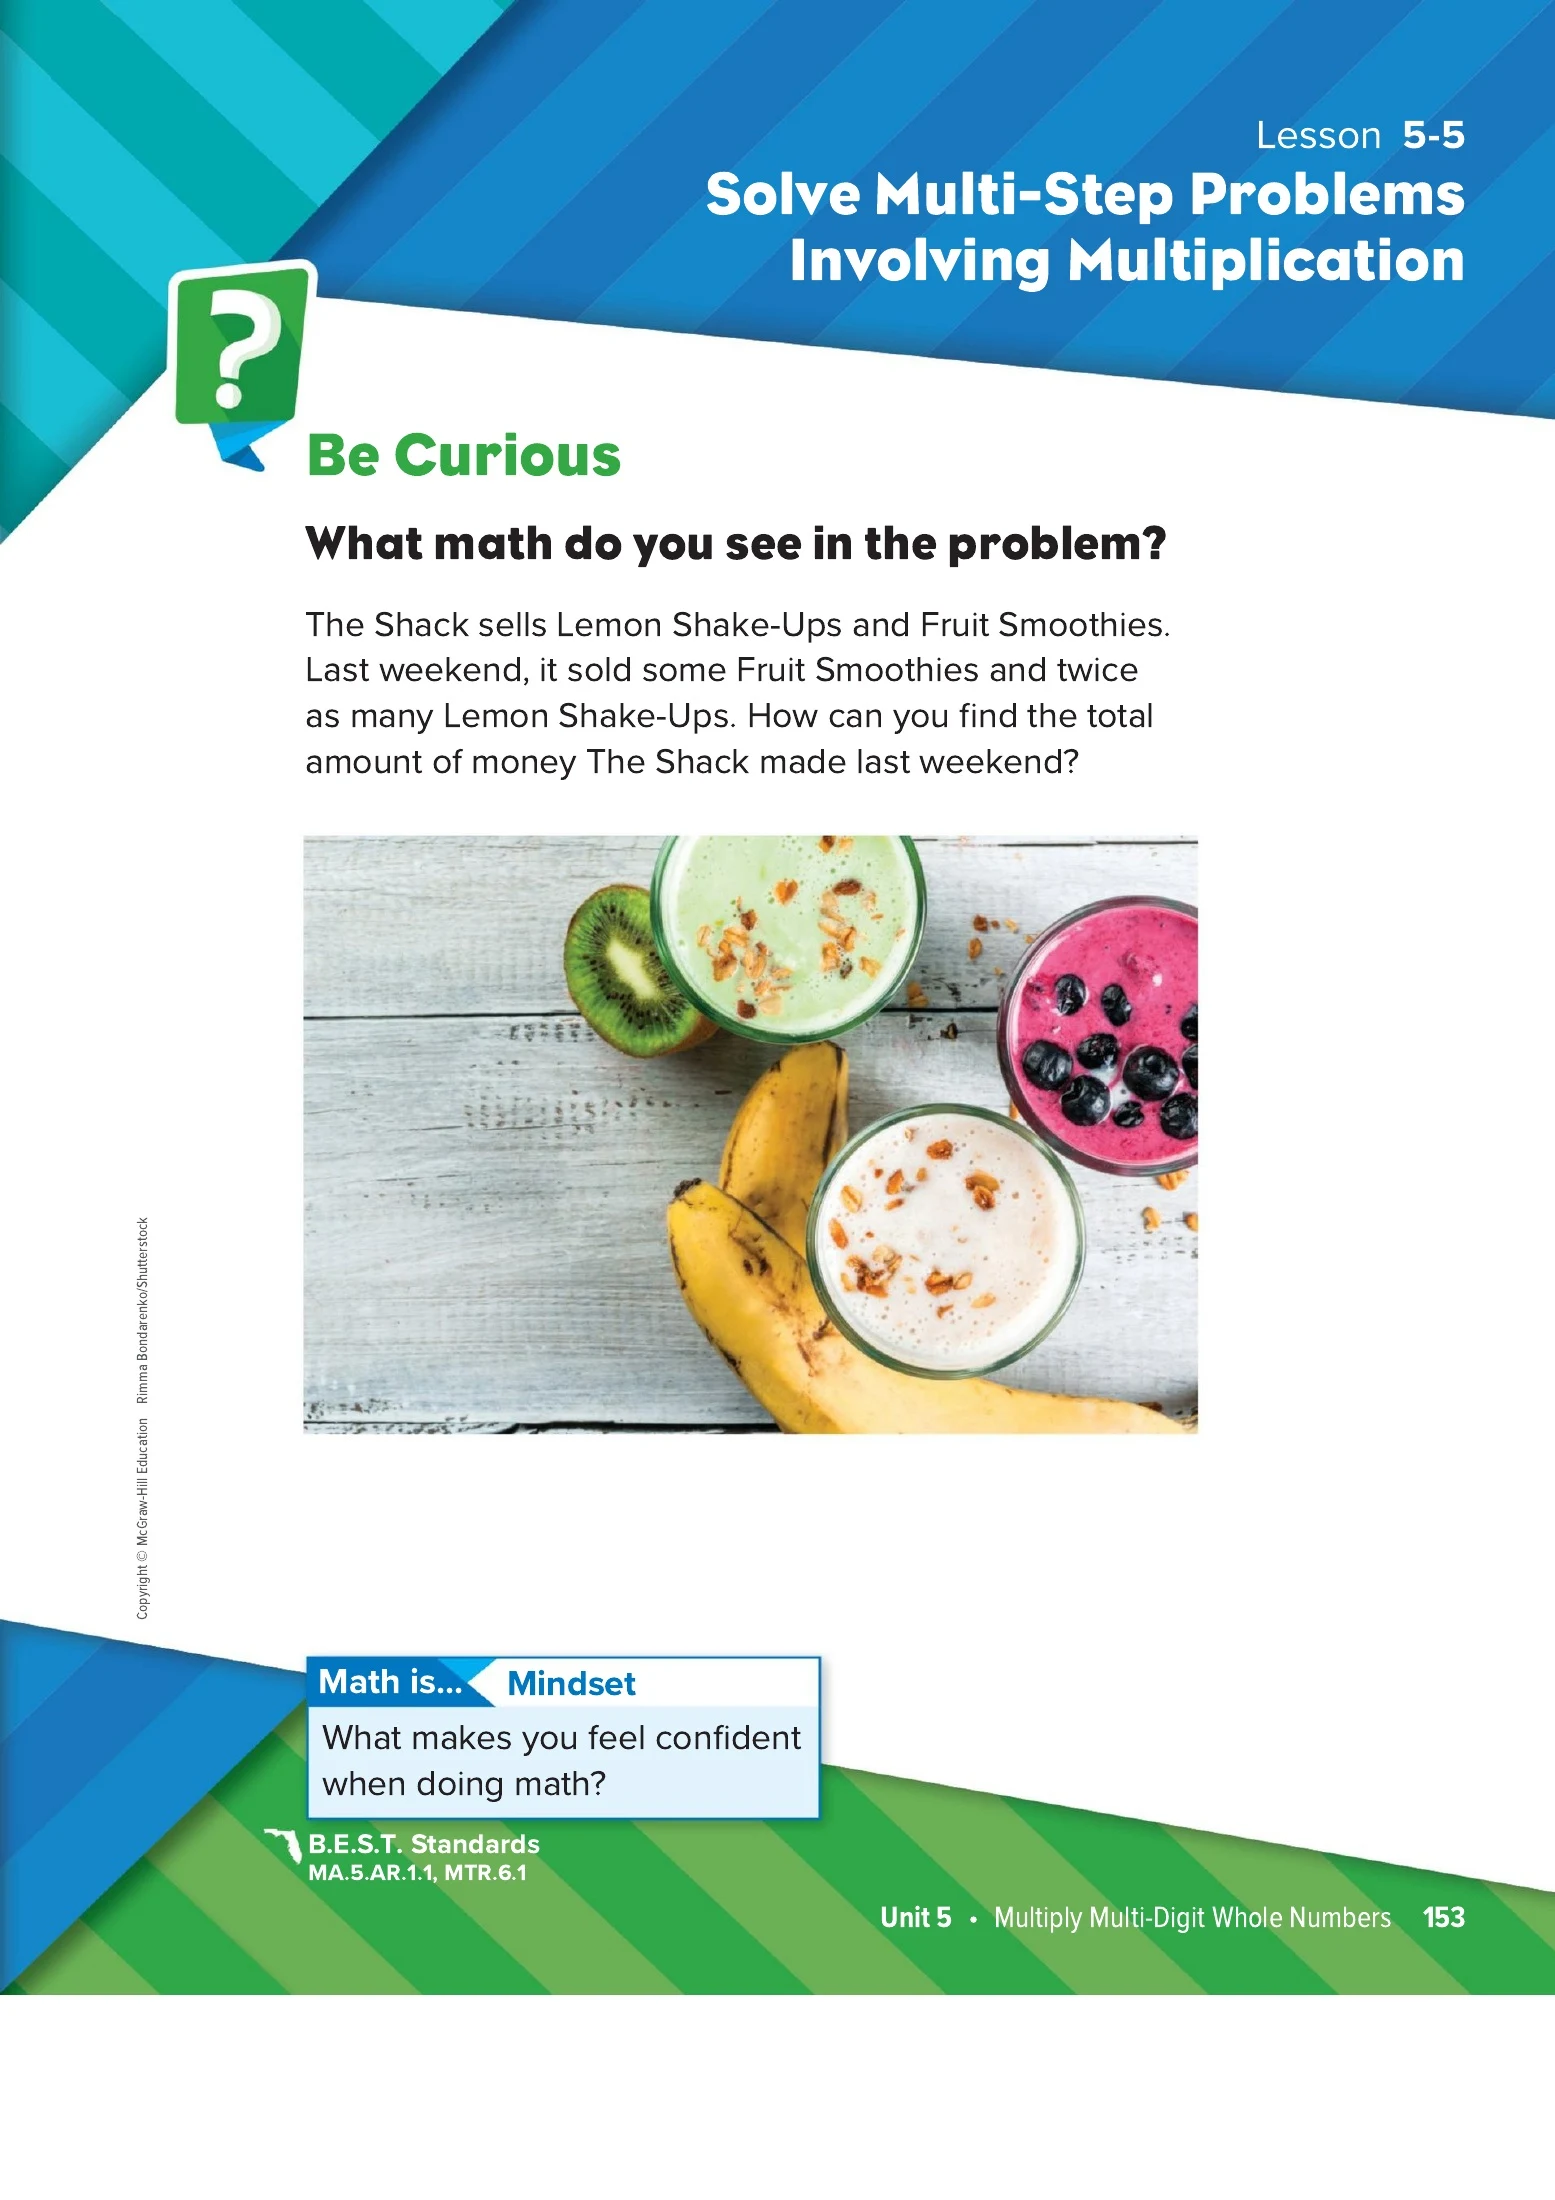 Lesson 5-5
Solve Multi-Step Problems
Involving Multiplication
?
Be Curious
What math do you see in the problem?
The Shack sells Lemon Shake-Ups and Fruit Smoothies.
Last weekend, it sold some Fruit Smoothies and twice
as many Lemon Shake-Ups. How can you find the total
amount of money The Shack made last weekend?
Copyright © McGraw-Hill Education Rimma Bondarenko/Shutterstock
Math is... Mindset
What makes you feel confident
when doing math?
B.E.S.T. Standards
MA.5.AR.1.1, MTR.6.1
Unit 5 • Multiply Multi-Digit Whole Numbers 153